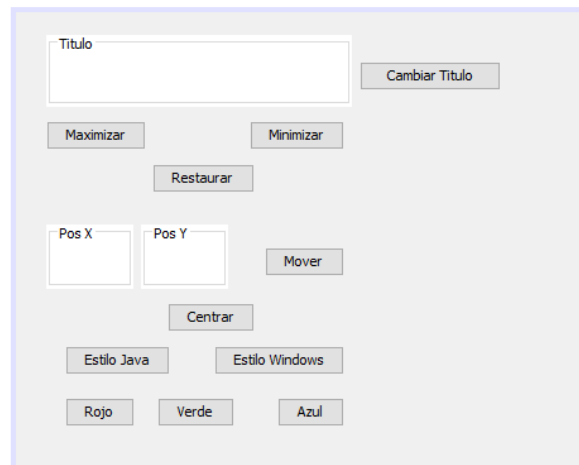 Titulo
Cambiar Titulo
Maximizar Minimizar
Restaurar
Pos X Pos Y
Mover
Centrar
Estilo Java Estilo Windows
Rojo Verde Azul